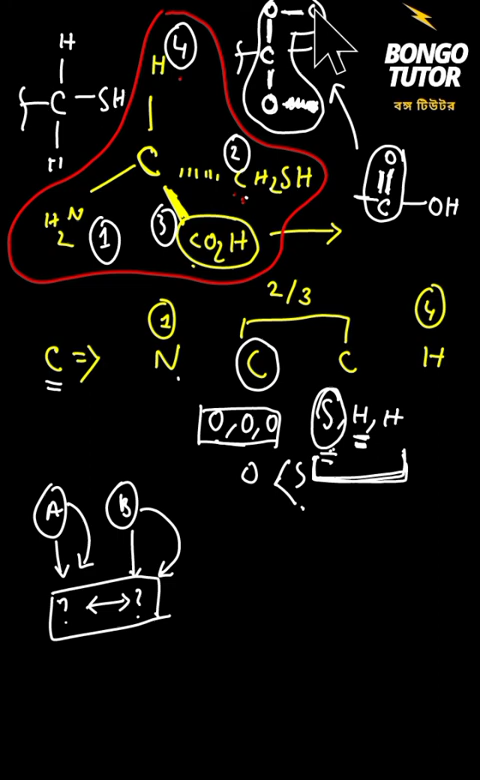 H
C
SH
H
H
4
C
2
CH2SH
H2N
1
3
CO2H
O
C
O
O
C
OH
BONGO
TUTOR
বঙ্গ টিউটর
2/3
1
4
C => N C C H
O,O,O
S, H, H
O < S
A B
? <-> ?